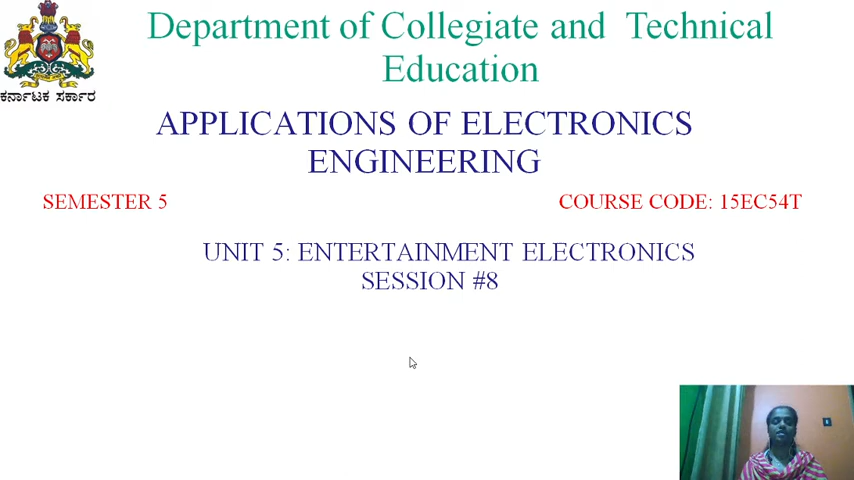 Department of Collegiate and Technical
Education
ಕರ್ನಾಟಕ ಸರ್ಕಾರ
APPLICATIONS OF ELECTRONICS
ENGINEERING
SEMESTER 5 COURSE CODE: 15EC54T
UNIT 5: ENTERTAINMENT ELECTRONICS
SESSION #8